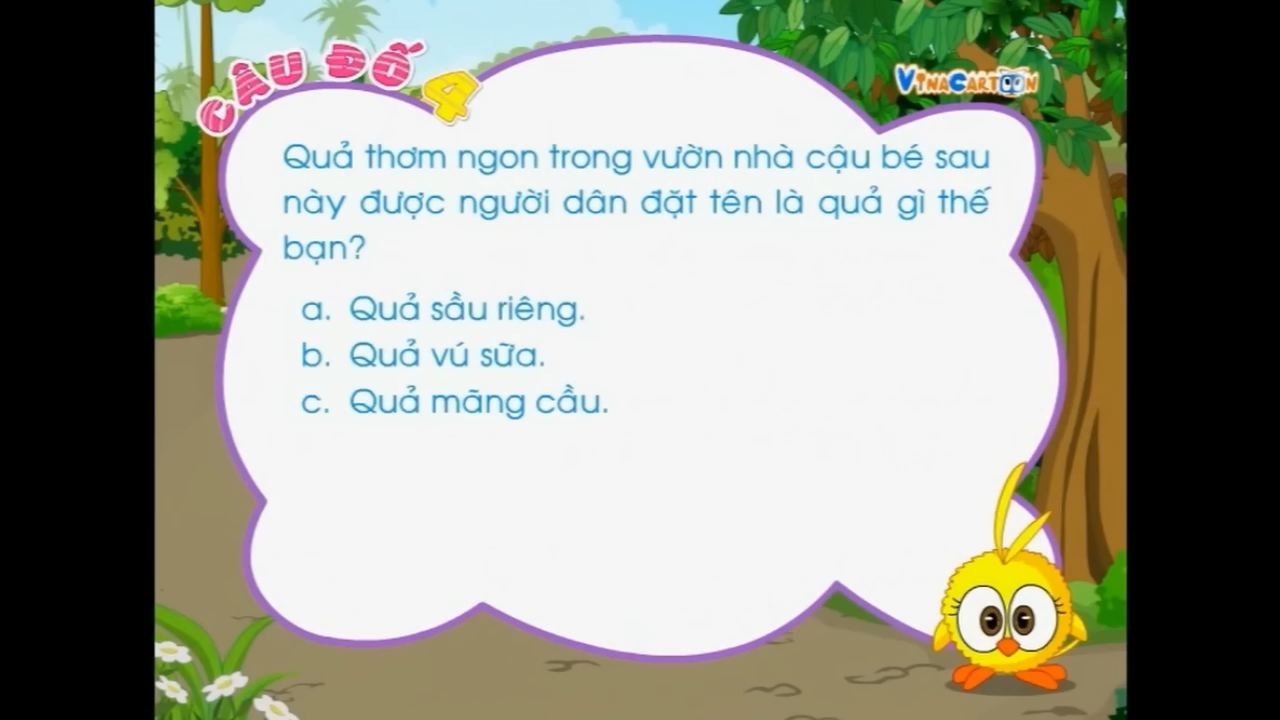 CÂU ĐỐ 4
VINACARTOON
Quả thơm ngon trong vườn nhà cậu bé sau
này được người dân đặt tên là quả gì thế
bạn?
a. Quả sầu riêng.
b. Quả vú sữa.
c. Quả mãng cầu.